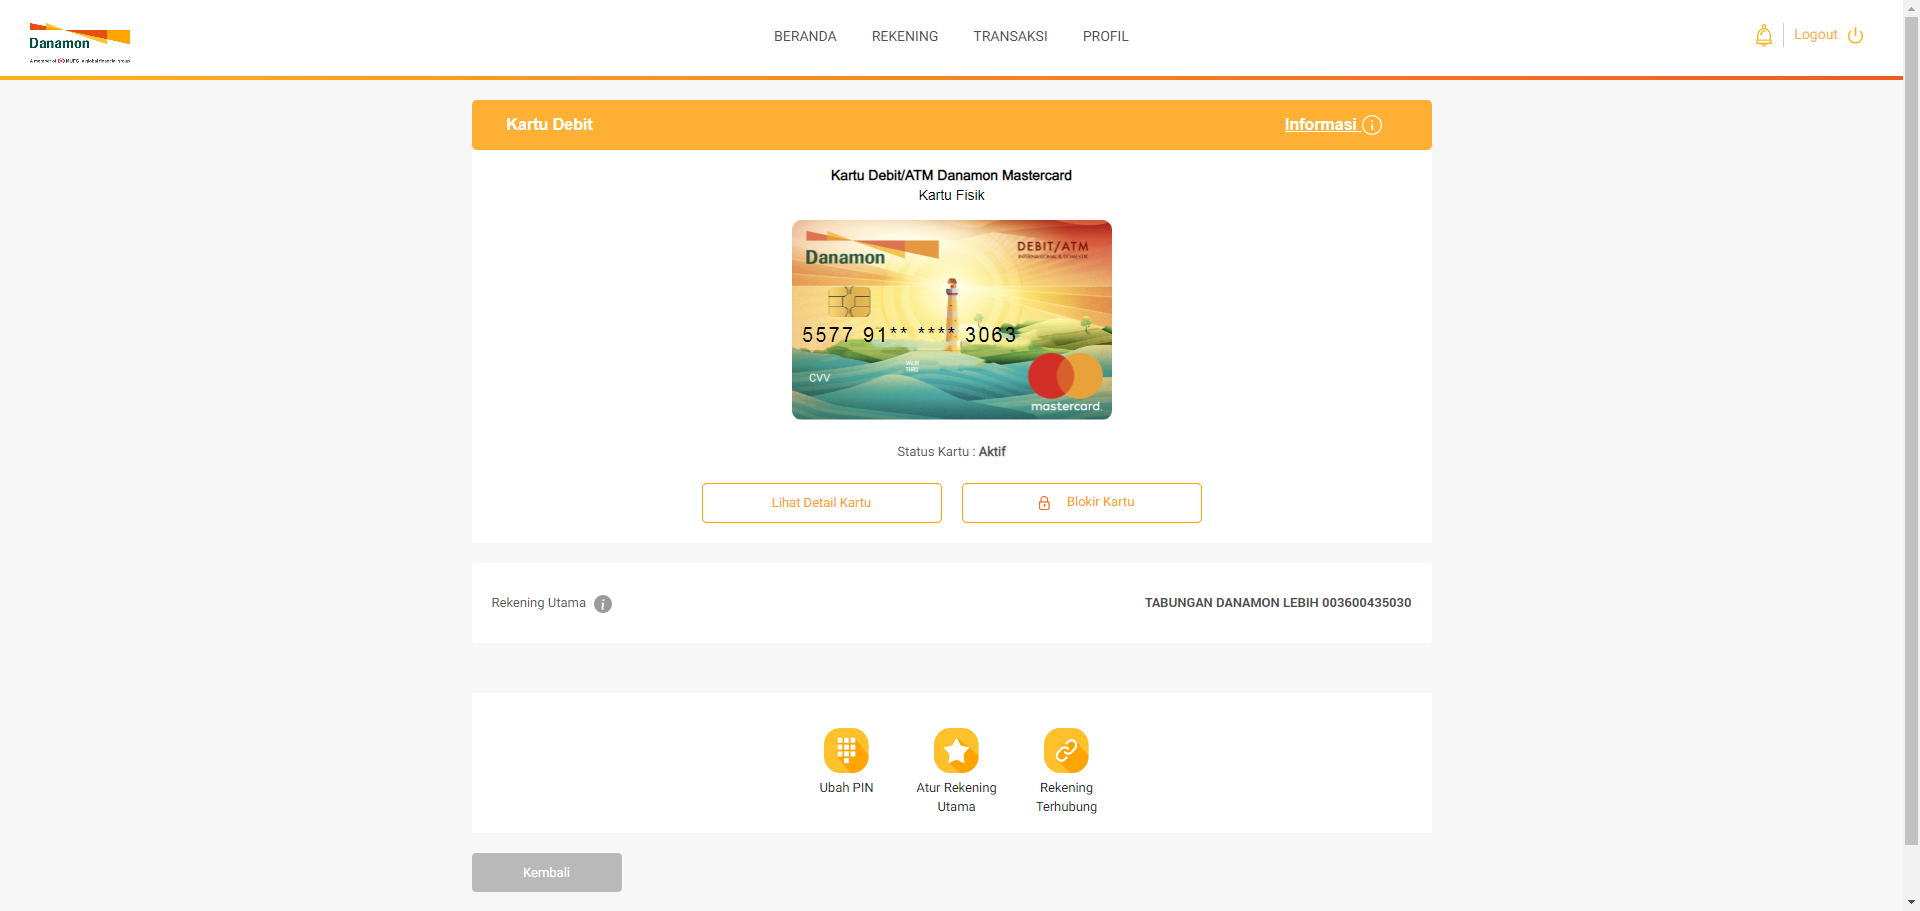 Danamon
A member of MUFG, a global financial group
BERANDA
REKENING
TRANSAKSI
PROFIL
Logout
Kartu Debit
Informasi
Kartu Debit/ATM Danamon Mastercard
Kartu Fisik
Danamon
DEBIT/ATM
INTERNATIONAL & DOMESTIC
5577 91** **** 3063
VALID
THRU
CVV
mastercard.
Status Kartu : Aktif
Lihat Detail Kartu
Blokir Kartu
Rekening Utama
TABUNGAN DANAMON LEBIH 003600435030
Ubah PIN
Atur Rekening
Utama
Rekening
Terhubung
Kembali